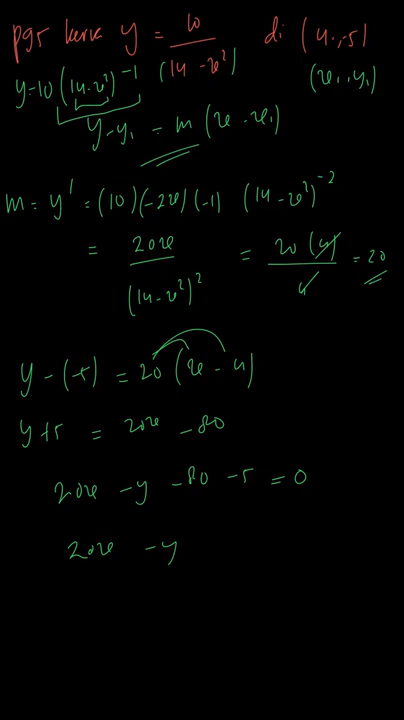 pgs kurva y = 10 / (14 - x²) di (4, -5)
y = 10 (14 - x²)⁻¹ (x₁, y₁)
y - y₁ = m (x - x₁)
m = y' = (10)(-2x)(-1) (14 - x²)⁻²
= 20x / (14 - x²)² = 20 (4) / 4 = 20
y - (-5) = 20 (x - 4)
y + 5 = 20x - 80
20x - y - 80 - 5 = 0
20x - y